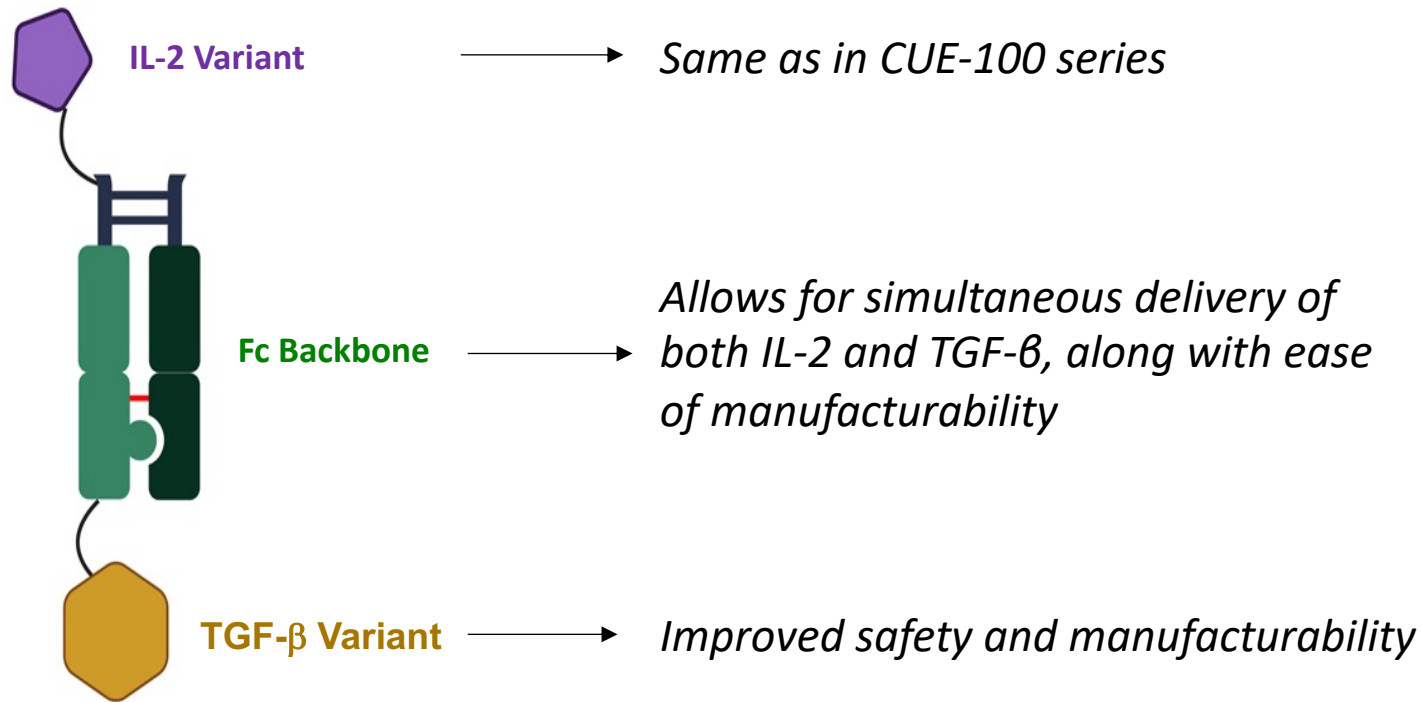 IL-2 Variant
Same as in CUE-100 series
Fc Backbone
Allows for simultaneous delivery of
both IL-2 and TGF-β, along with ease
of manufacturability
TGF-β Variant
Improved safety and manufacturability